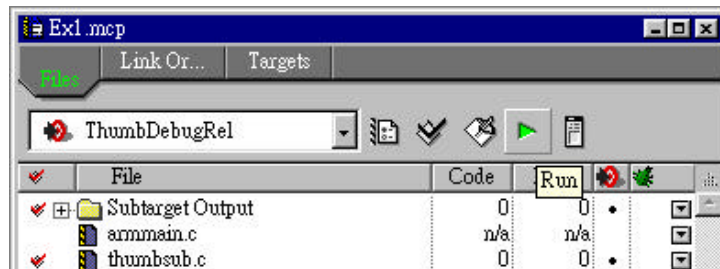 Ex1.mcp
Files Link Or... Targets
ThumbDebugRel
File Code Run
Subtarget Output 0 0
armmain.c n/a n/a
thumbsub.c 0 0